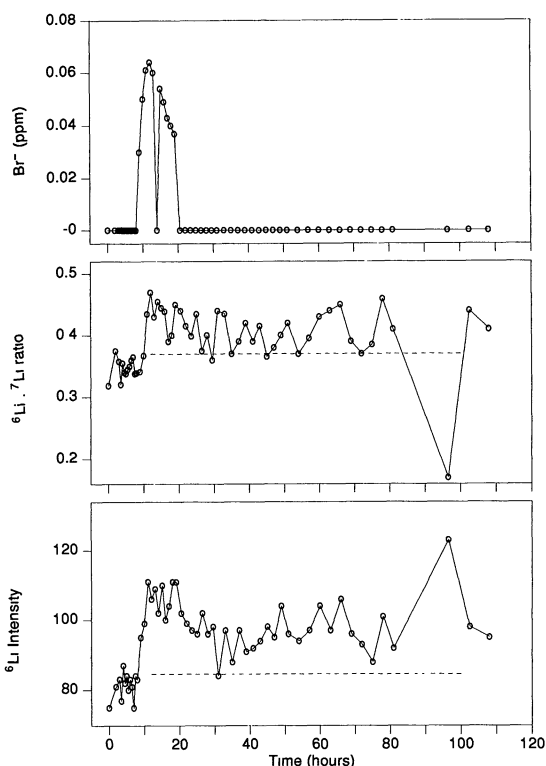 0.08
0.06
0.04
0.02
-0
Br⁻ (ppm)
0.5
0.4
0.3
0.2
⁶Li . ⁷Li ratio
120
100
80
⁶Li Intensity
0 20 40 60 80 100 120
Time (hours)